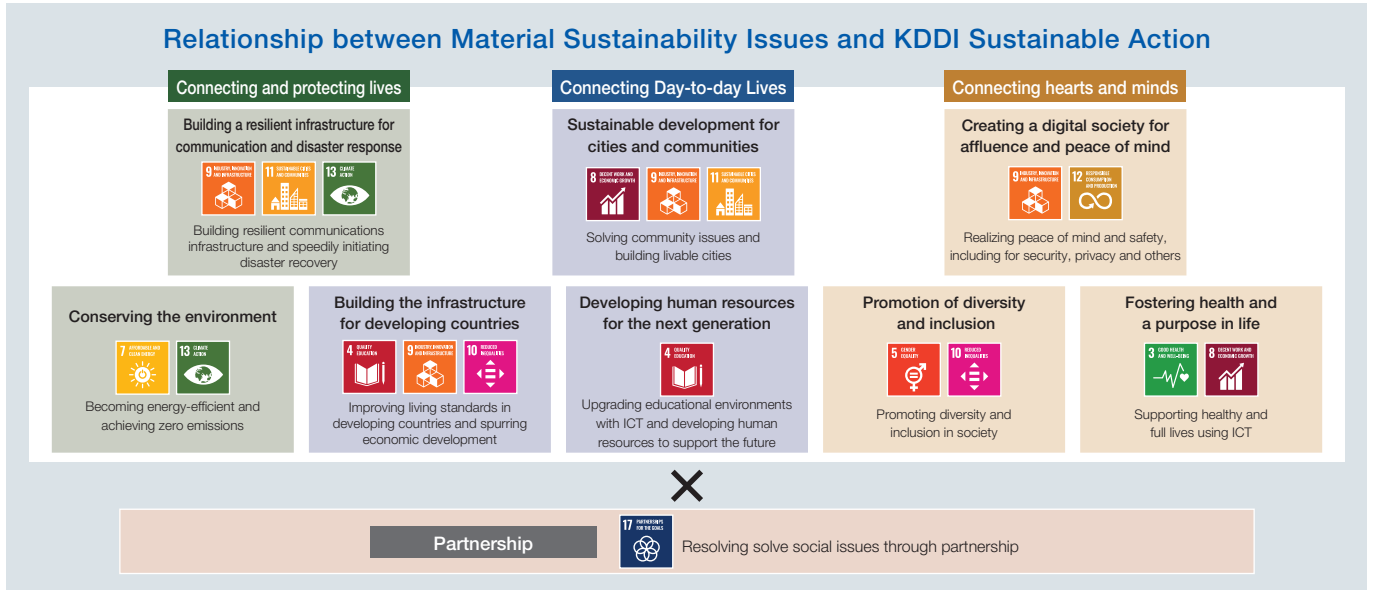 Relationship between Material Sustainability Issues and KDDI Sustainable Action
Connecting and protecting lives
Building a resilient infrastructure for
communication and disaster response
9 INDUSTRY, INNOVATION
AND INFRASTRUCTURE
11 SUSTAINABLE CITIES
AND COMMUNITIES
13 CLIMATE
ACTION
Building resilient communications
infrastructure and speedily initiating
disaster recovery
Connecting Day-to-day Lives
Sustainable development for
cities and communities
8 DECENT WORK AND
ECONOMIC GROWTH
9 INDUSTRY, INNOVATION
AND INFRASTRUCTURE
11 SUSTAINABLE CITIES
AND COMMUNITIES
Solving community issues and
building livable cities
Connecting hearts and minds
Creating a digital society for
affluence and peace of mind
9 INDUSTRY, INNOVATION
AND INFRASTRUCTURE
12 RESPONSIBLE
CONSUMPTION
AND PRODUCTION
Realizing peace of mind and safety,
including for security, privacy and others
Conserving the environment
7 AFFORDABLE AND
CLEAN ENERGY
13 CLIMATE
ACTION
Becoming energy-efficient and
achieving zero emissions
Building the infrastructure
for developing countries
4 QUALITY
EDUCATION
9 INDUSTRY, INNOVATION
AND INFRASTRUCTURE
10 REDUCED
INEQUALITIES
Improving living standards in
developing countries and spurring
economic development
Developing human resources
for the next generation
4 QUALITY
EDUCATION
Upgrading educational environments
with ICT and developing human
resources to support the future
Promotion of diversity
and inclusion
5 GENDER
EQUALITY
10 REDUCED
INEQUALITIES
Promoting diversity and
inclusion in society
Fostering health and
a purpose in life
3 GOOD HEALTH
AND WELL-BEING
8 DECENT WORK AND
ECONOMIC GROWTH
Supporting healthy and
full lives using ICT
Partnership
17 PARTNERSHIPS
FOR THE GOALS
Resolving solve social issues through partnership